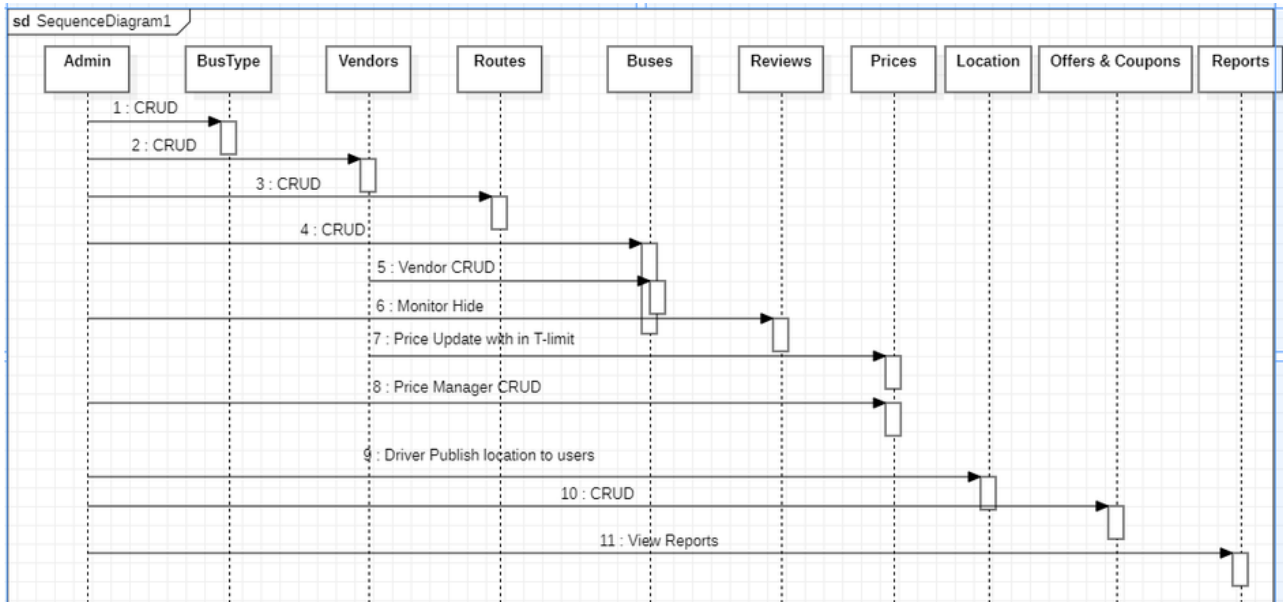 sd SequenceDiagram1
Admin
BusType
Vendors
Routes
Buses
Reviews
Prices
Location
Offers & Coupons
Reports
1 : CRUD
2 : CRUD
3 : CRUD
4 : CRUD
5 : Vendor CRUD
6 : Monitor Hide
7 : Price Update with in T-limit
8 : Price Manager CRUD
9 : Driver Publish location to users
10 : CRUD
11 : View Reports